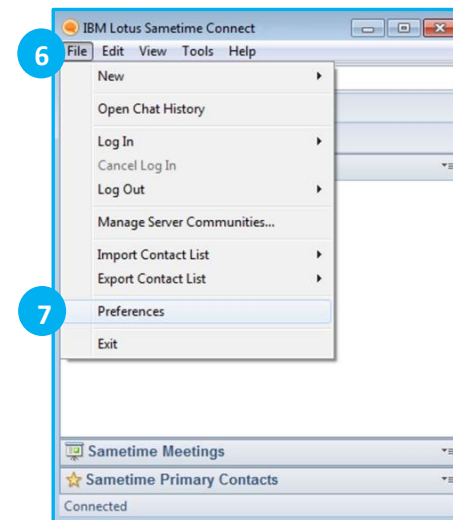 IBM Lotus Sametime Connect
6
File Edit View Tools Help
New
Open Chat History
Log In
Cancel Log In
Log Out
Manage Server Communities...
Import Contact List
Export Contact List
7
Preferences
Exit
Sametime Meetings
Sametime Primary Contacts
Connected